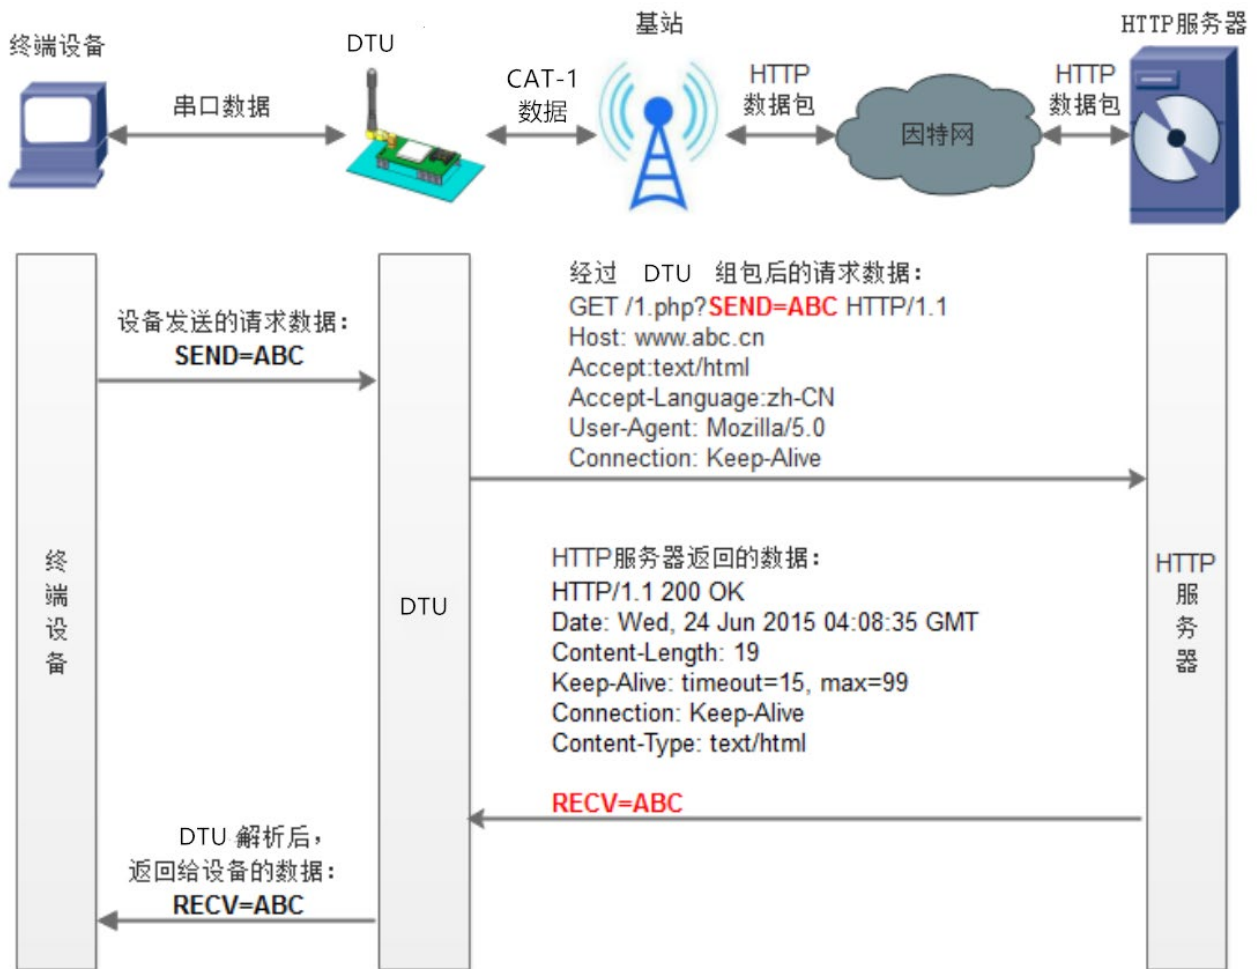 终端设备
DTU
基站
HTTP服务器
串口数据
CAT-1
数据
HTTP
数据包
因特网
HTTP
数据包
设备发送的请求数据：
SEND=ABC
经过 DTU 组包后的请求数据：
GET /1.php?SEND=ABC HTTP/1.1
Host: www.abc.cn
Accept:text/html
Accept-Language:zh-CN
User-Agent: Mozilla/5.0
Connection: Keep-Alive
终端设备
DTU
HTTP
服务器
HTTP服务器返回的数据：
HTTP/1.1 200 OK
Date: Wed, 24 Jun 2015 04:08:35 GMT
Content-Length: 19
Keep-Alive: timeout=15, max=99
Connection: Keep-Alive
Content-Type: text/html
RECV=ABC
DTU 解析后，
返回给设备的数据：
RECV=ABC